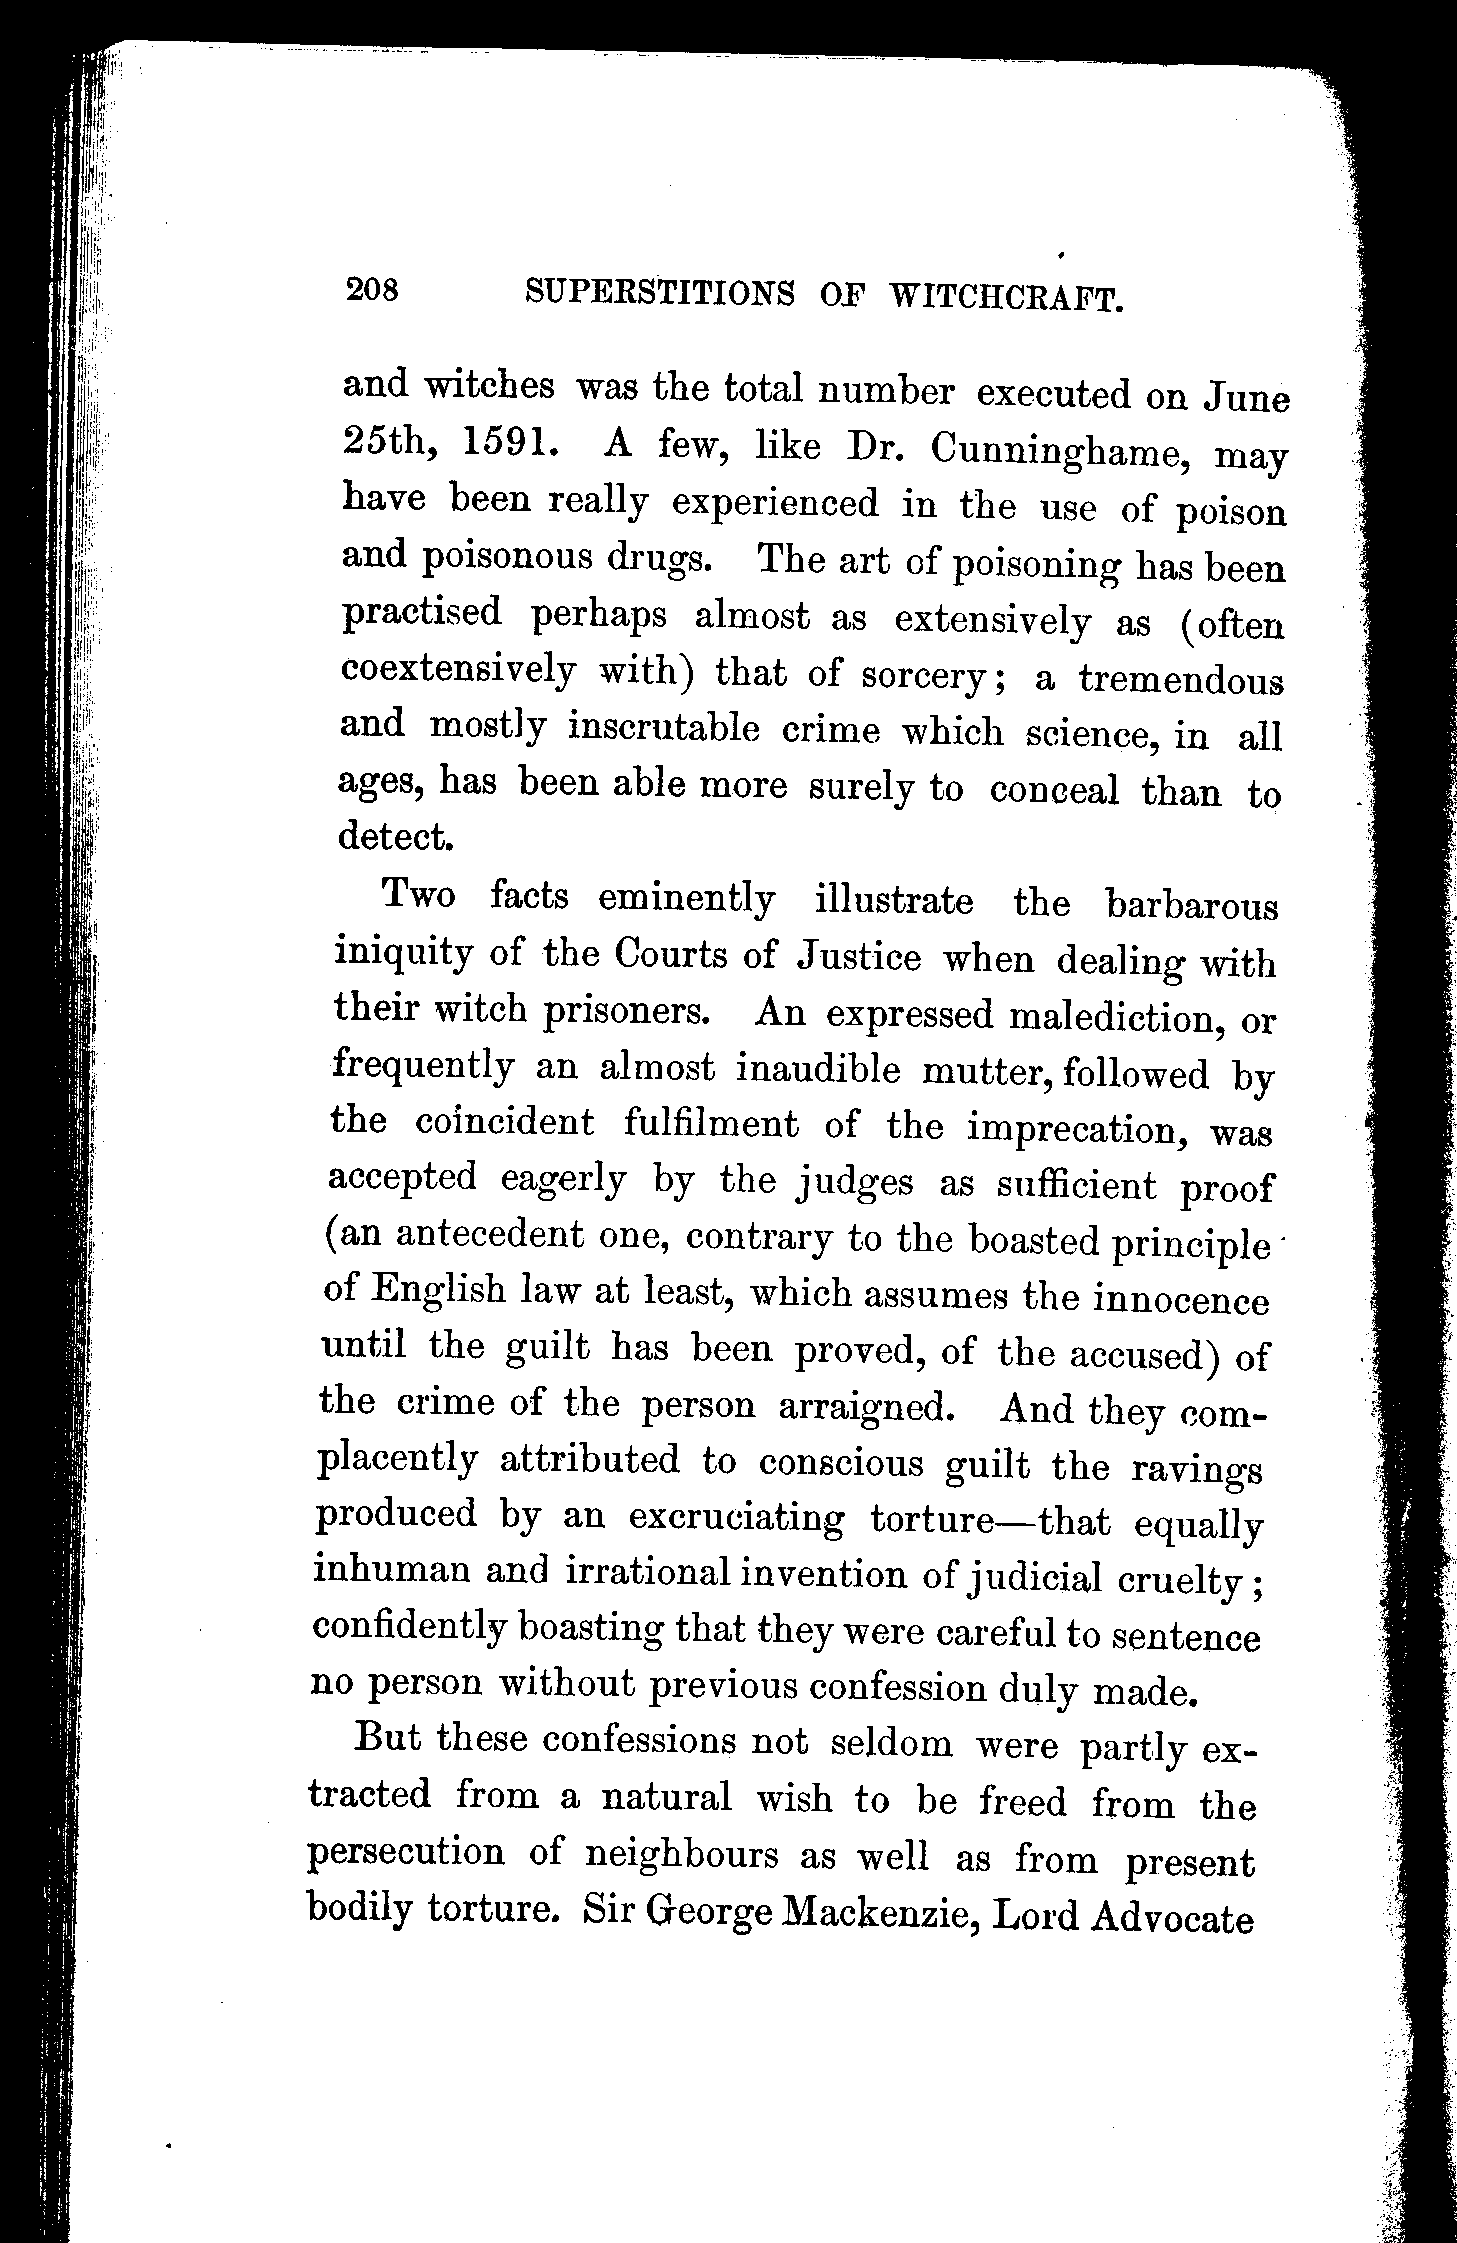 208 SUPERSTITIONS OF WITCHCRAFT.
and witches was the total number executed on June
25th, 1591. A few, like Dr. Cunninghame, may
have been really experienced in the use of poison
and poisonous drugs. The art of poisoning has been
practised perhaps almost as extensively as (often
coextensively with) that of sorcery; a tremendous
and mostly inscrutable crime which science, in all
ages, has been able more surely to conceal than to
detect.
Two facts eminently illustrate the barbarous
iniquity of the Courts of Justice when dealing with
their witch prisoners. An expressed malediction, or
frequently an almost inaudible mutter, followed by
the coincident fulfilment of the imprecation, was
accepted eagerly by the judges as sufficient proof
(an antecedent one, contrary to the boasted principle
of English law at least, which assumes the innocence
until the guilt has been proved, of the accused) of
the crime of the person arraigned. And they com-
placently attributed to conscious guilt the ravings
produced by an excruciating torture—that equally
inhuman and irrational invention of judicial cruelty;
confidently boasting that they were careful to sentence
no person without previous confession duly made.
But these confessions not seldom were partly ex-
tracted from a natural wish to be freed from the
persecution of neighbours as well as from present
bodily torture. Sir George Mackenzie, Lord Advocate